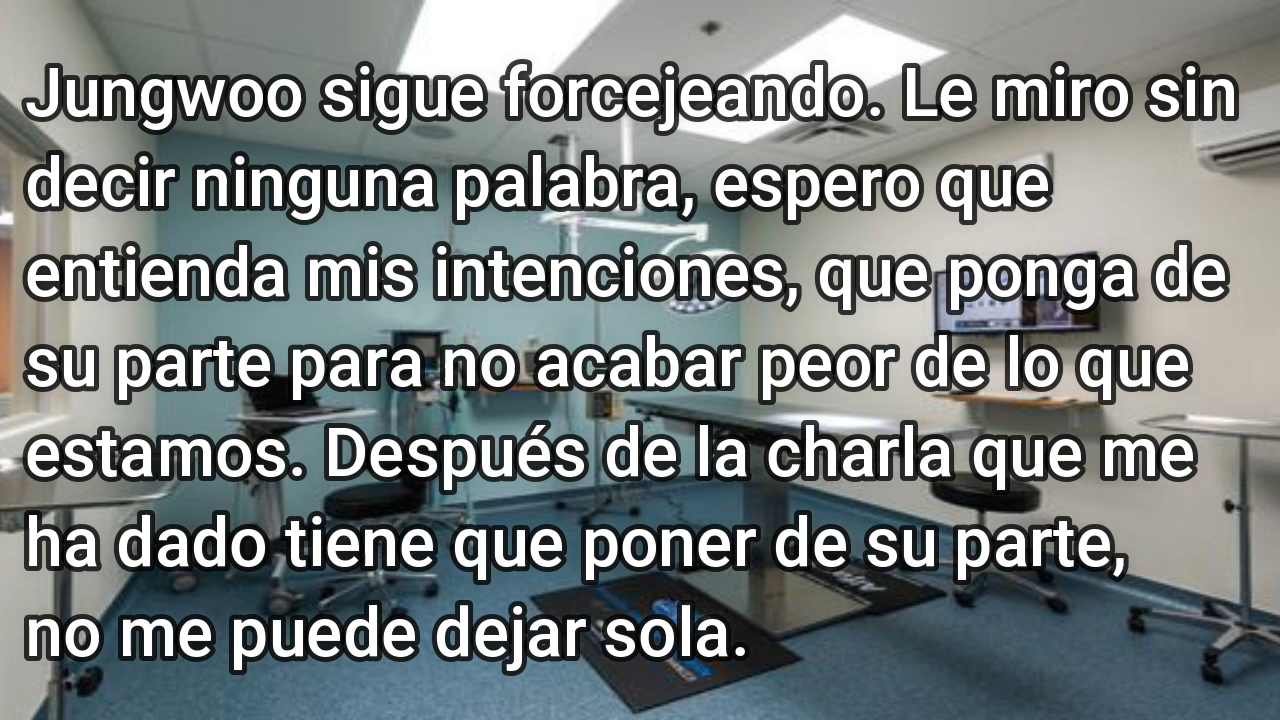 Jungwoo sigue forcejeando. Le miro sin
decir ninguna palabra, espero que
entienda mis intenciones, que ponga de
su parte para no acabar peor de lo que
estamos. Después de la charla que me
ha dado tiene que poner de su parte,
no me puede dejar sola.